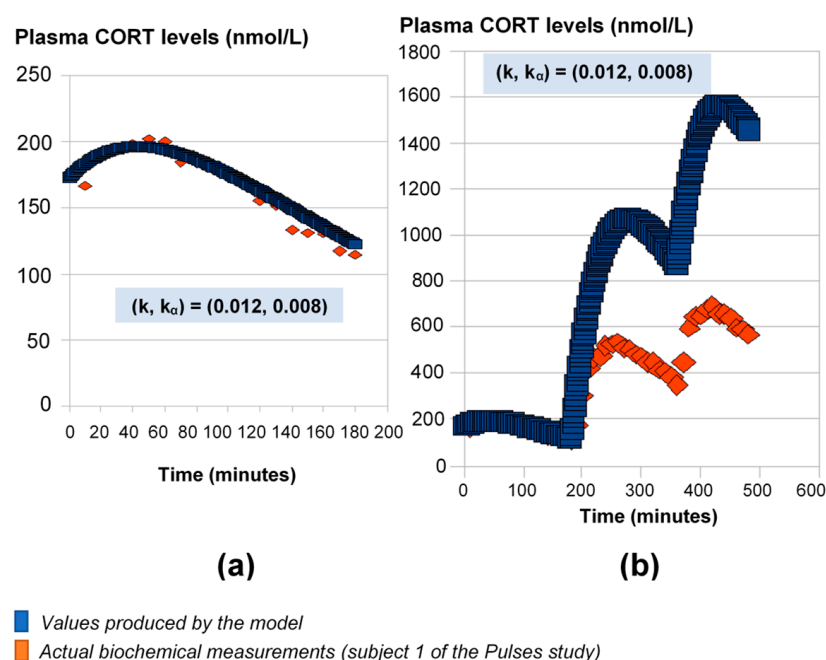 Plasma CORT levels (nmol/L)
250
200
150
100
50
0
(k, kα) = (0.012, 0.008)
0 20 40 60 80 100 120 140 160 180 200
Time (minutes)
(a)
Plasma CORT levels (nmol/L)
1800
1600
1400
1200
1000
800
600
400
200
0
(k, kα) = (0.012, 0.008)
0 100 200 300 400 500 600
Time (minutes)
(b)
Values produced by the model
Actual biochemical measurements (subject 1 of the Pulses study)